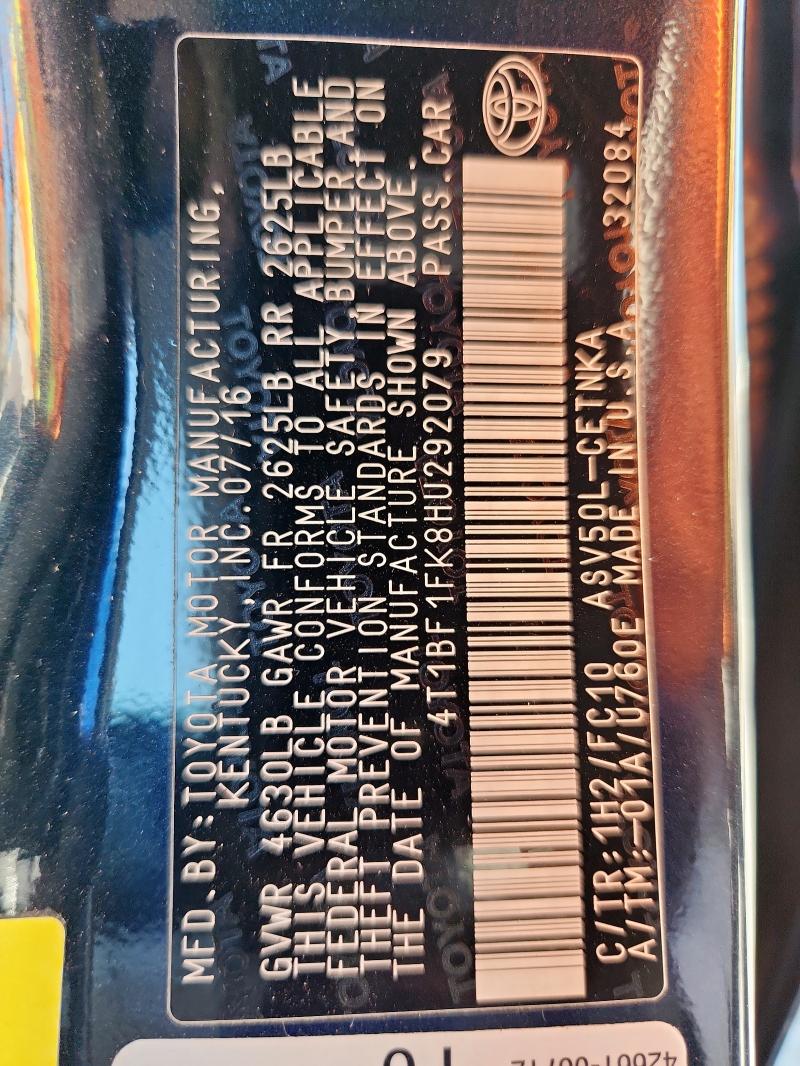 MFD.BY:TOYOTA MOTOR MANUFACTURING,
KENTUCKY,INC.07/16
GVWR 4630LB GAWR FR 2625LB RR 2625LB
THIS VEHICLE CONFORMS TO ALL APPLICABLE
FEDERAL MOTOR VEHICLE SAFETY,BUMPER AND
THEFT PREVENTION STANDARDS IN EFFECT ON
THE DATE OF MANUFACTURE SHOWN ABOVE.
4T1BF1FK8HU292079 PASS.CAR
C/TR:1H2/FC10 ASV50L-CETNKA
A/TM:-01A/U760E MADE IN U.S.A 32084